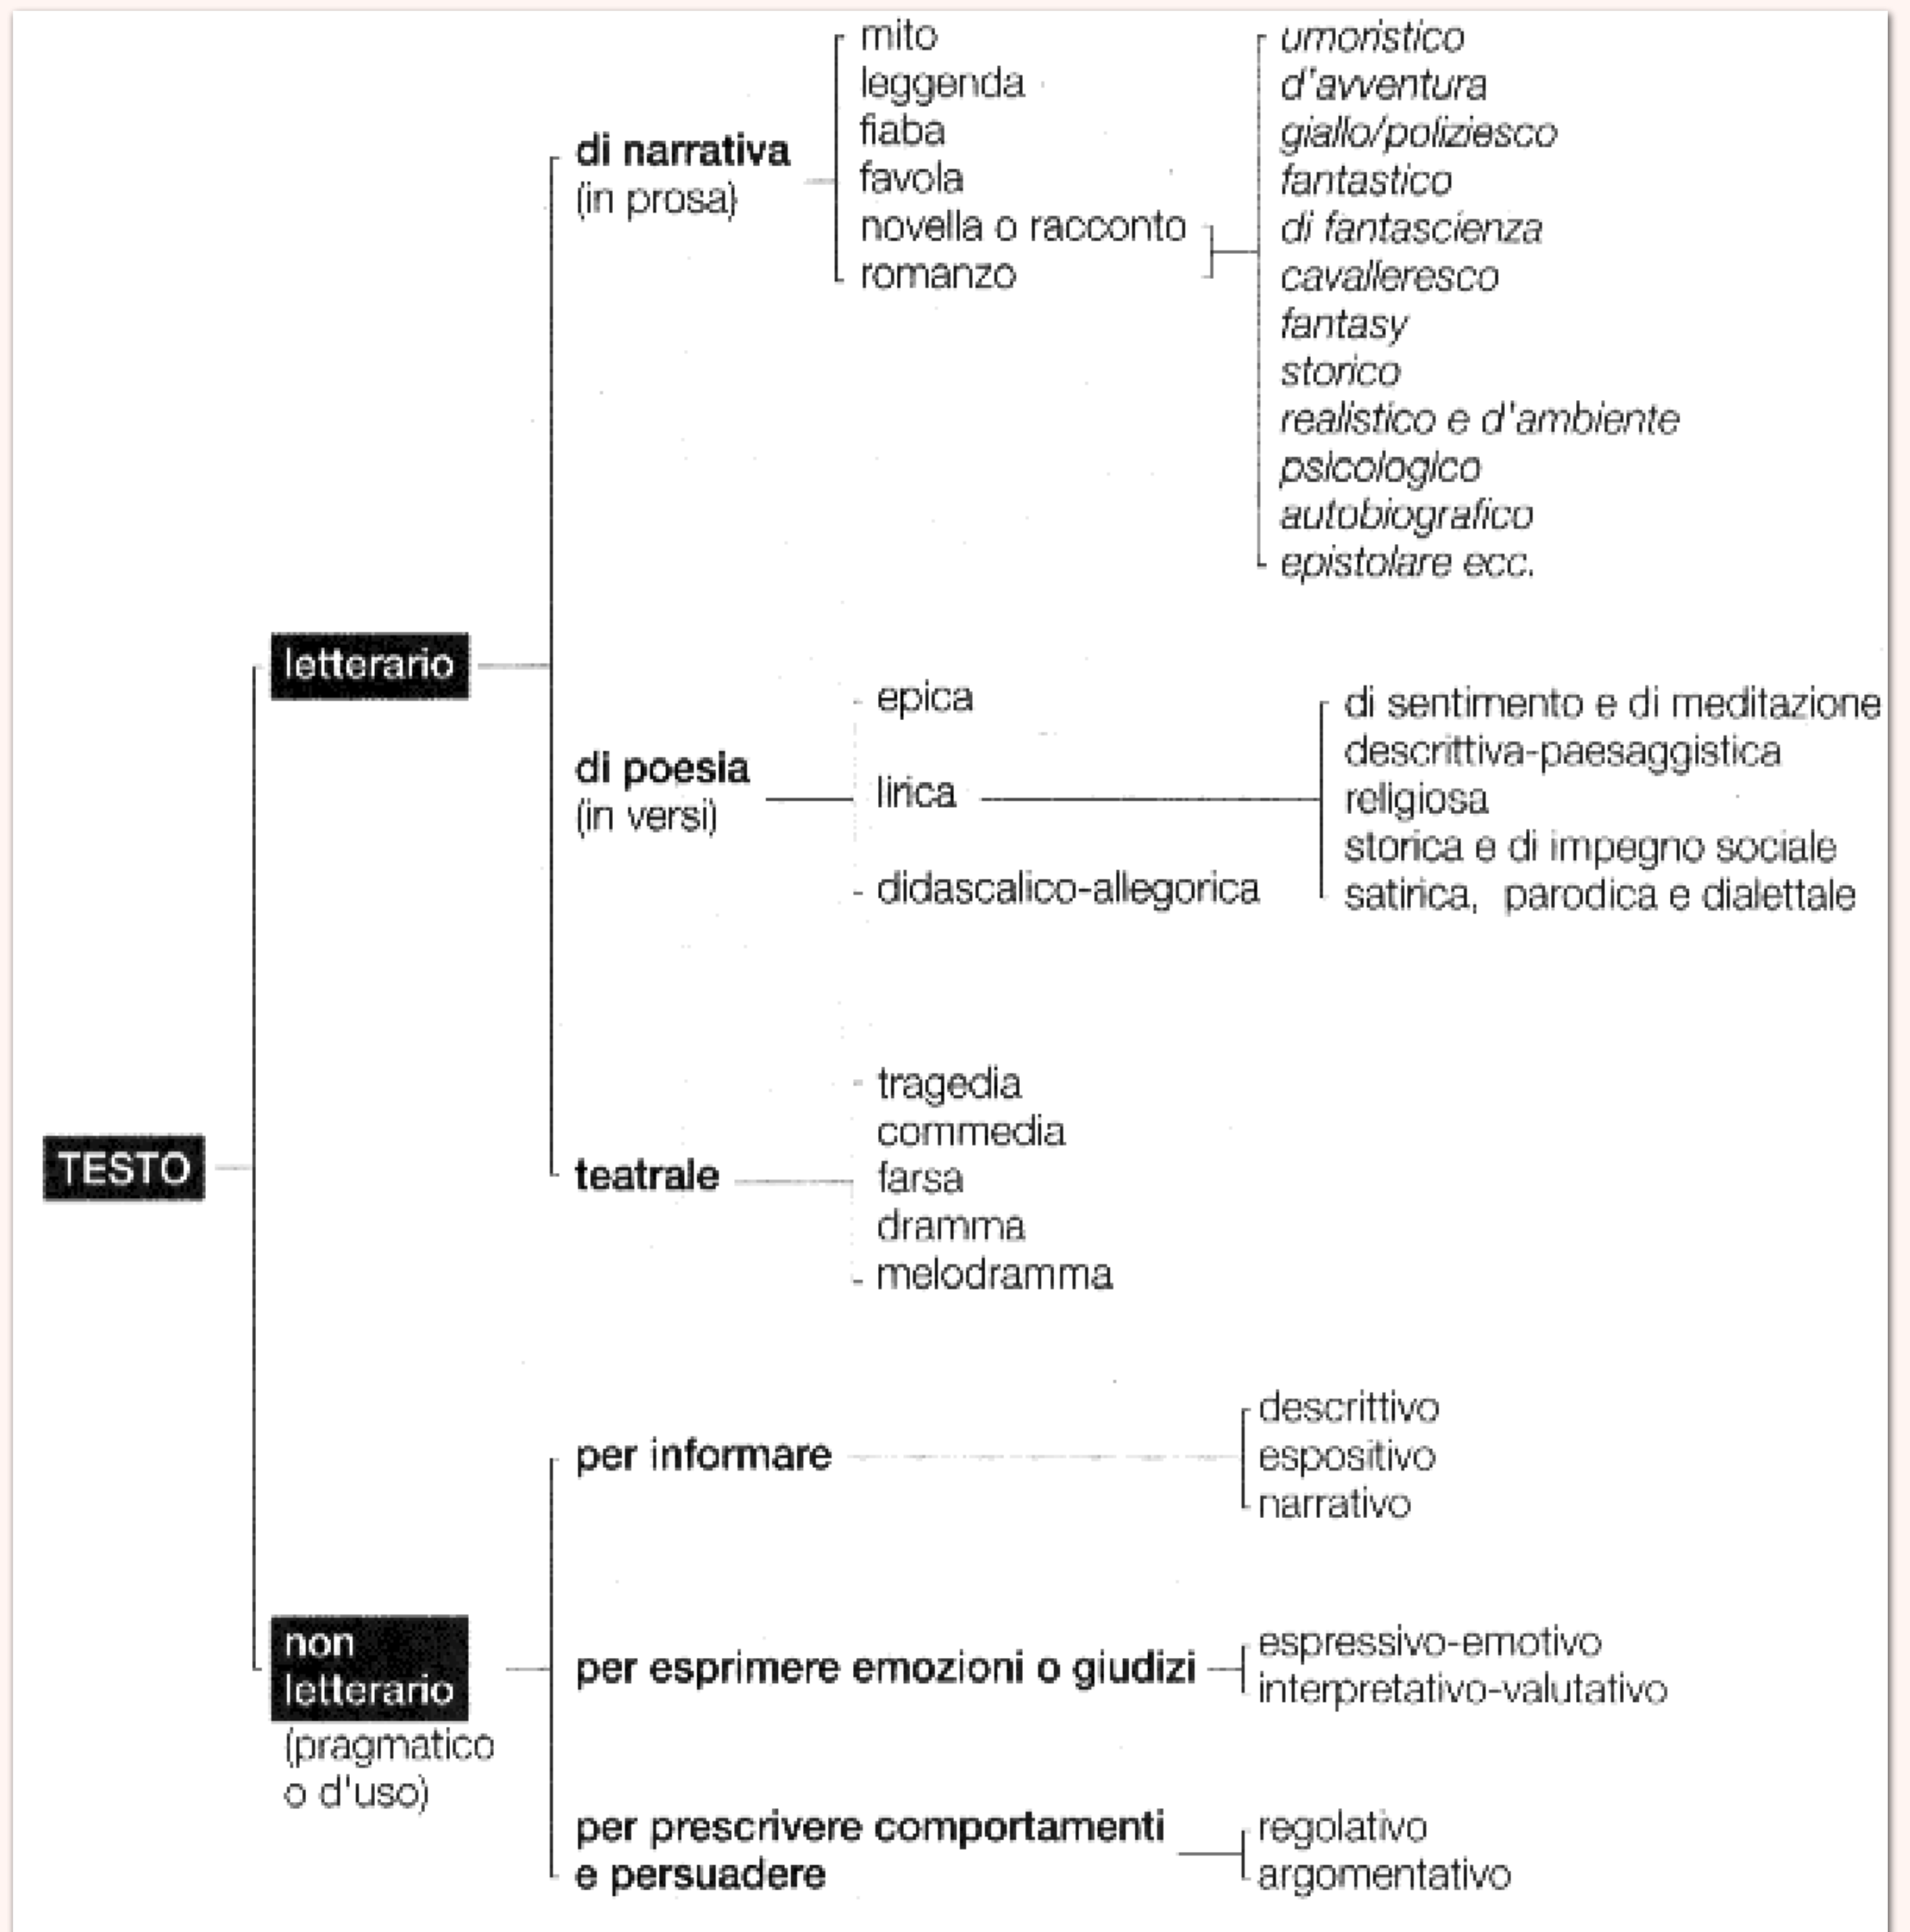 TESTO
letterario
di narrativa
(in prosa)
mito
leggenda
fiaba
favola
novella o racconto
romanzo
umoristico
d'avventura
giallo/poliziesco
fantastico
di fantascienza
cavalleresco
fantasy
storico
realistico e d'ambiente
psicologico
autobiografico
epistolare ecc.
di poesia
(in versi)
epica
lirica
didascalico-allegorica
di sentimento e di meditazione
descrittiva-paesaggistica
religiosa
storica e di impegno sociale
satirica, parodica e dialettale
teatrale
tragedia
commedia
farsa
dramma
melodramma
non
letterario
(pragmatico
o d'uso)
per informare
descrittivo
espositivo
narrativo
per esprimere emozioni o giudizi
espressivo-emotivo
interpretativo-valutativo
per prescrivere comportamenti
e persuadere
regolativo
argomentativo